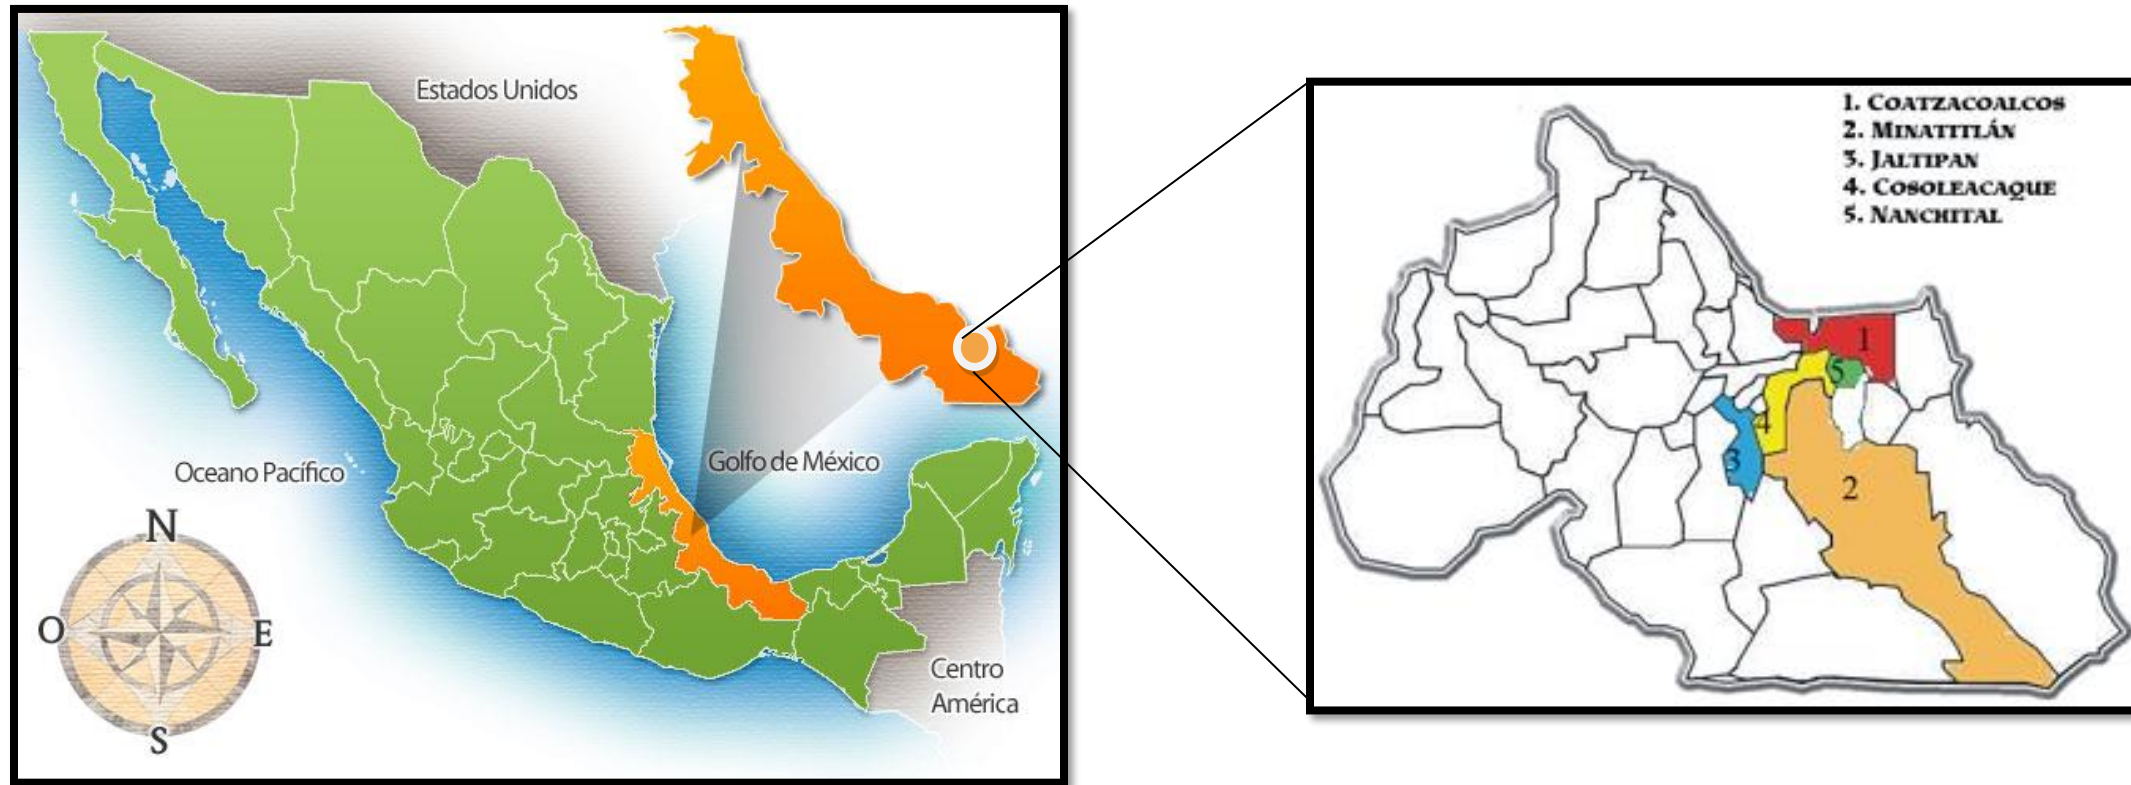 Estados Unidos
Golfo de México
Oceano Pacífico
Centro
América
N
O
E
S
1. COATZACOALCOS
2. MINATITLÁN
3. JALTIPAN
4. COSOLEACAQUE
5. NANCHITAL
1
5
4
3
2